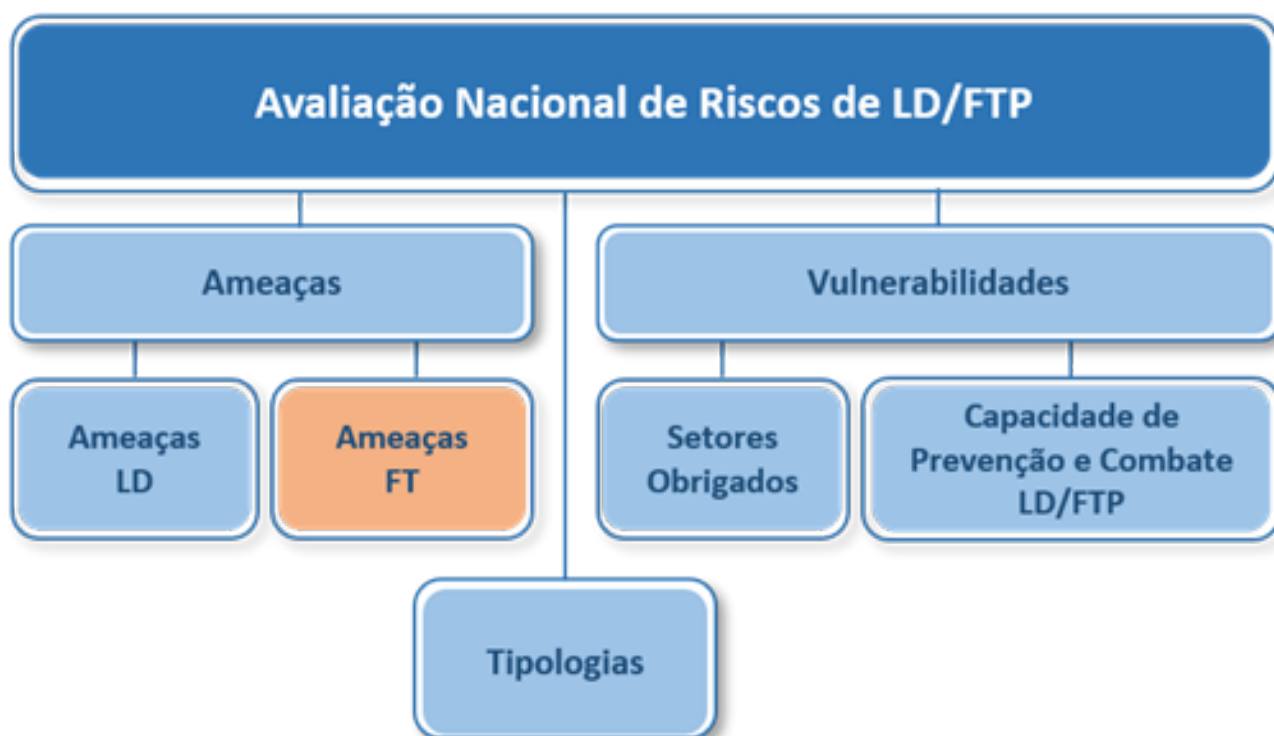 Avaliação Nacional de Riscos de LD/FTP
Ameaças
Vulnerabilidades
Ameaças
LD
Ameaças
FT
Setores
Obrigados
Capacidade de
Prevenção e Combate
LD/FTP
Tipologias